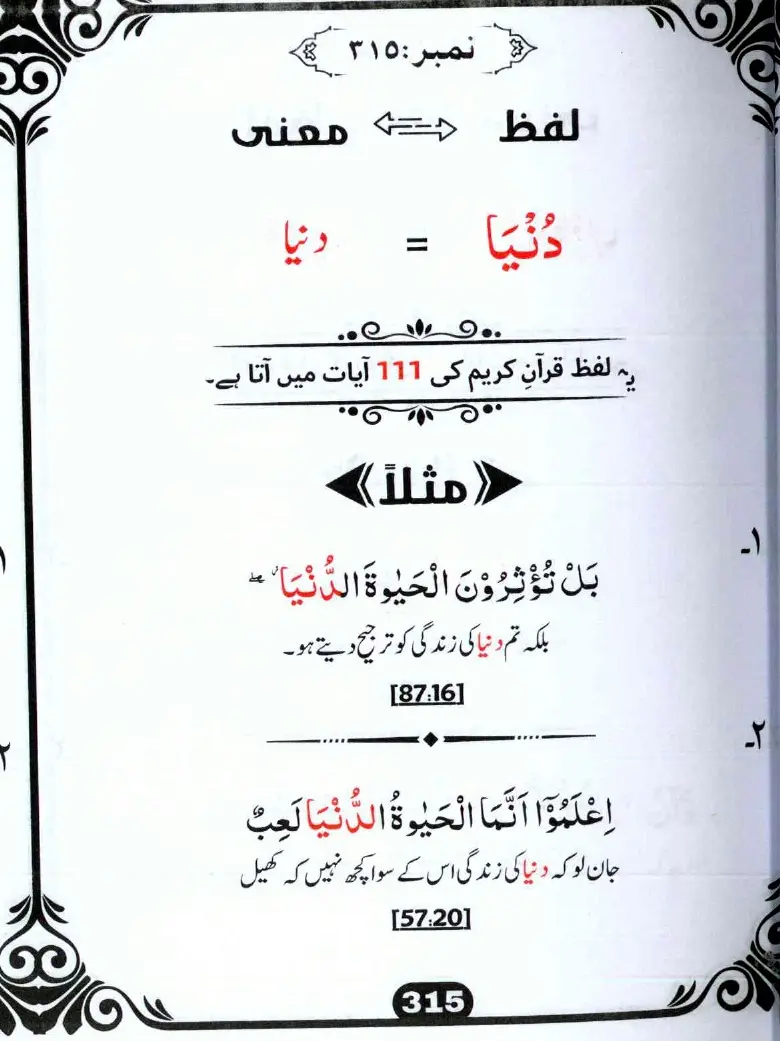 نمبر:۳۱۵
لفظ معنی
دُنْيَا = دنیا
یہ لفظ قرآنِ کریم کی 111 آیات میں آتا ہے۔
مثلاً
۱۔
بَلْ تُؤْثِرُوْنَ الْحَيٰوةَ الدُّنْيَا ۖ
بلکہ تم دنیا کی زندگی کو ترجیح دیتے ہو۔
[87:16]
۲۔
اِعْلَمُوْٓا اَنَّمَا الْحَيٰوةُ الدُّنْيَا لَعِبٌ
جان لو کہ دنیا کی زندگی اس کے سوا کچھ نہیں کہ کھیل
[57:20]
315